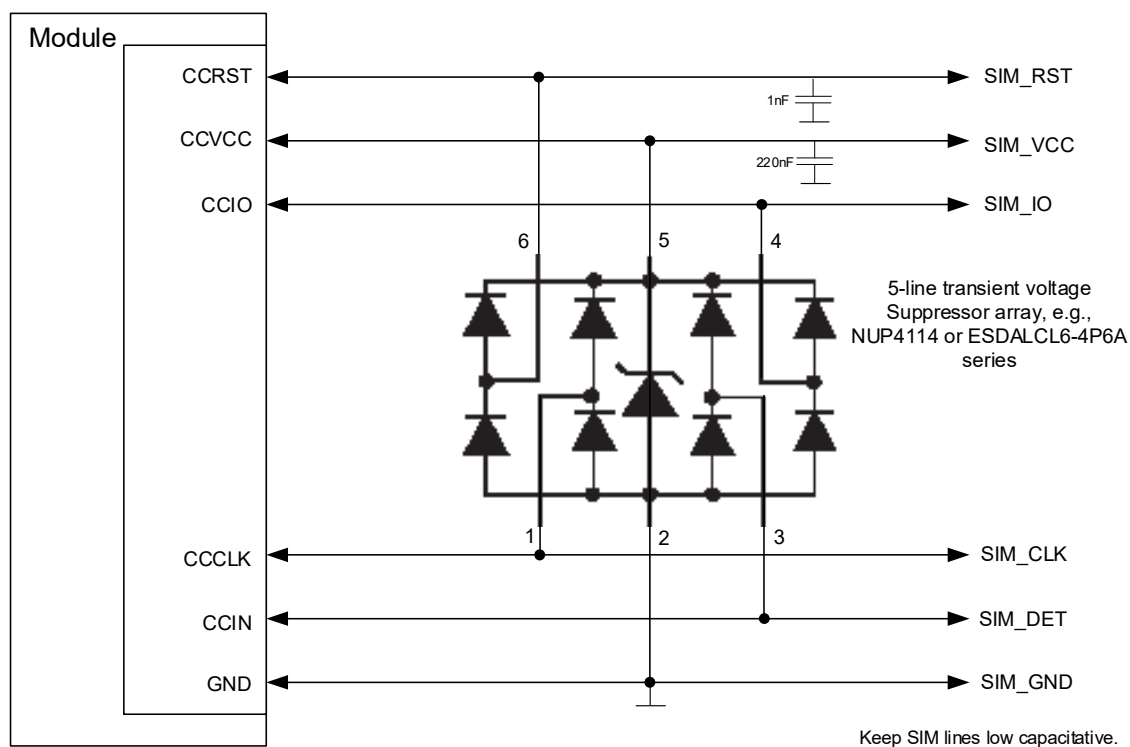 Module
CCRST
SIM_RST
1nF
CCVCC
SIM_VCC
220nF
CCIO
SIM_IO
6
5
4
5-line transient voltage
Suppressor array, e.g.,
NUP4114 or ESDALCL6-4P6A
series
1
2
3
CCCLK
SIM_CLK
CCIN
SIM_DET
GND
SIM_GND
Keep SIM lines low capacitative.